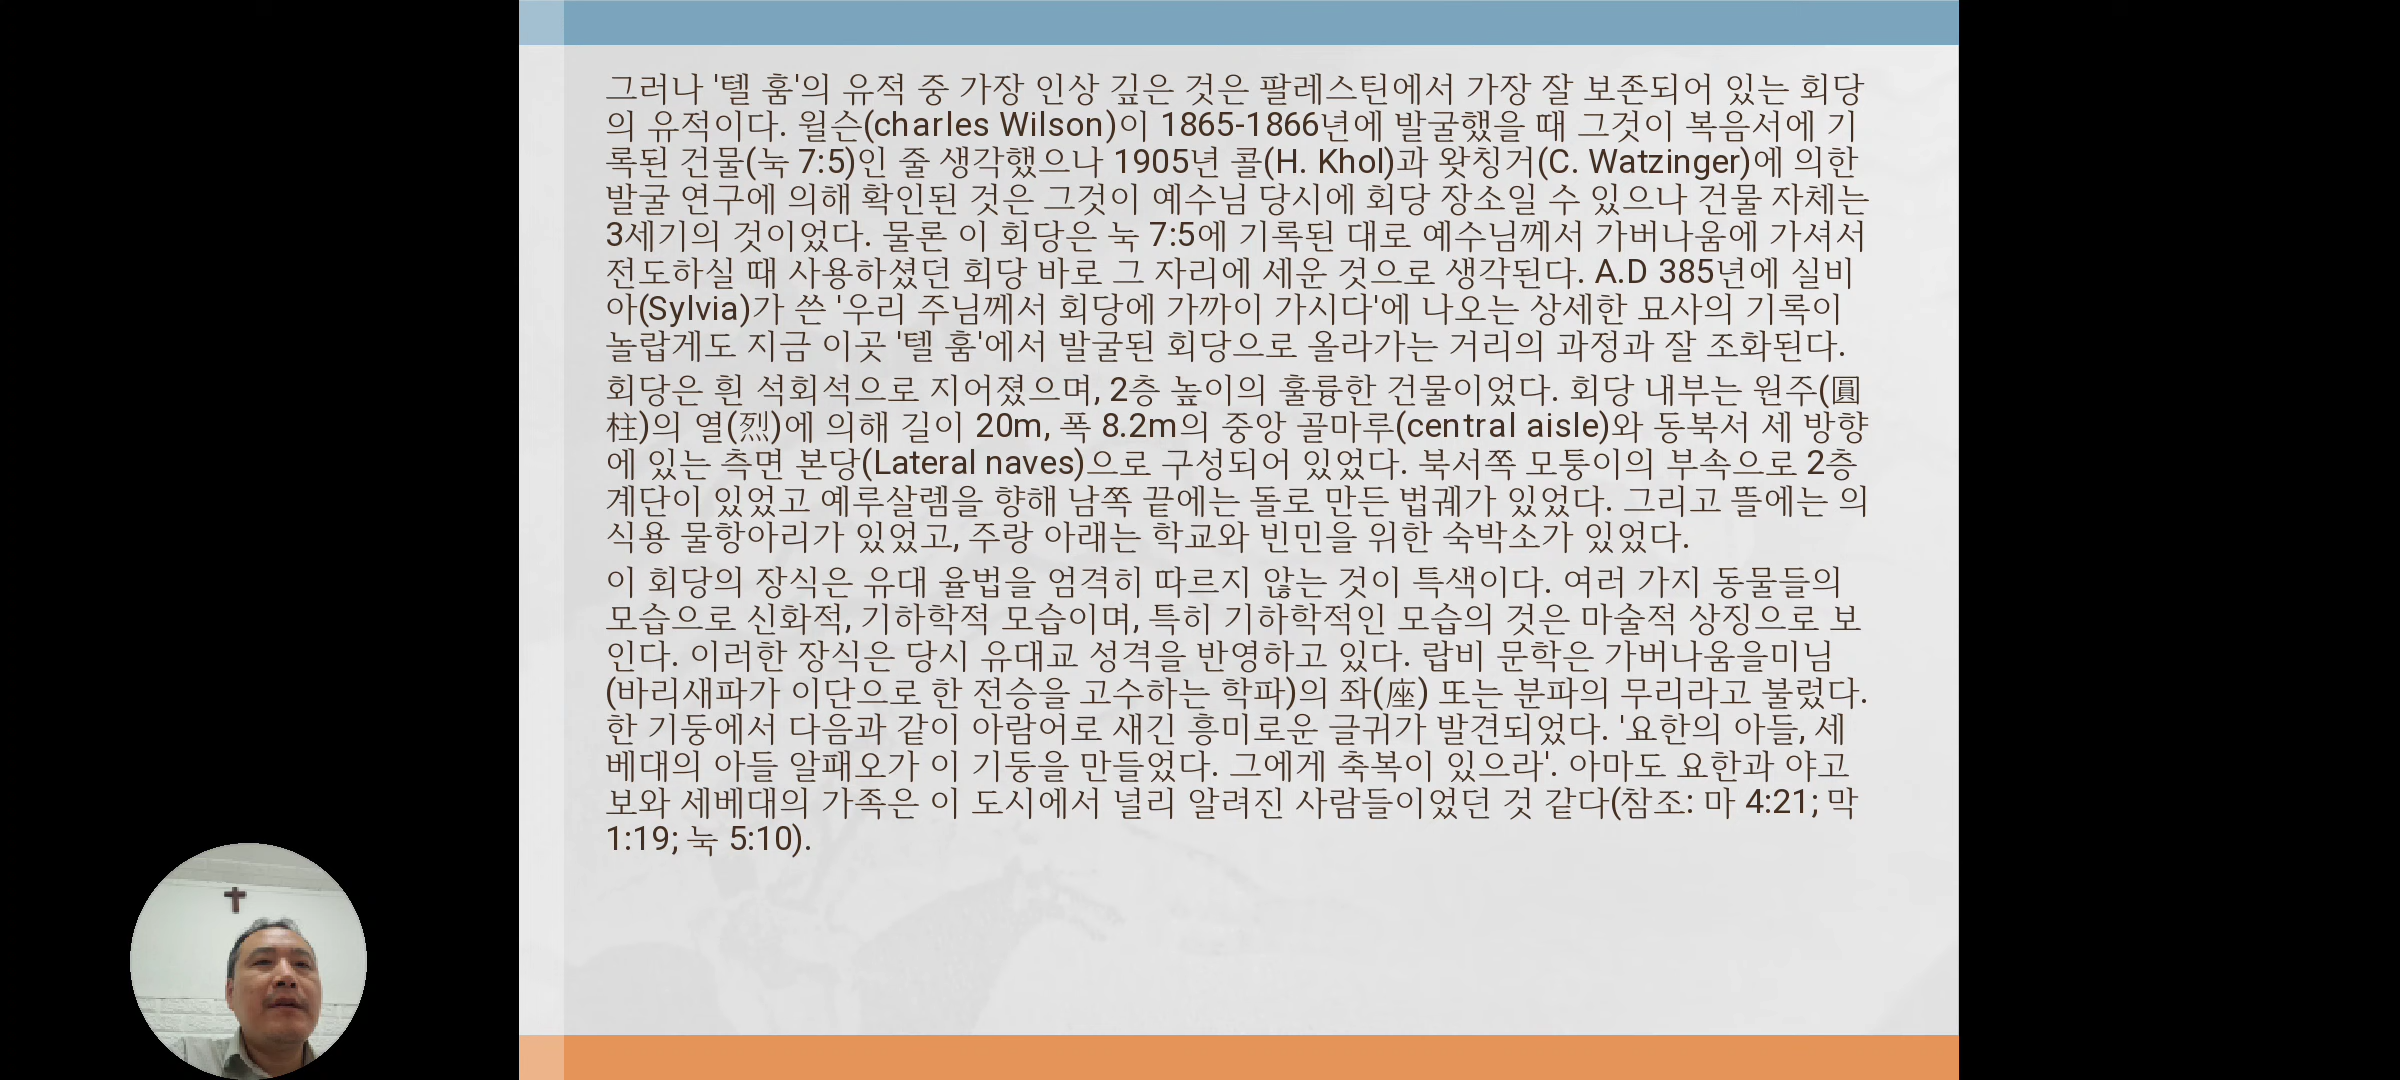 그러나 '텔 훔'의 유적 중 가장 인상 깊은 것은 팔레스틴에서 가장 잘 보존되어 있는 회당
의 유적이다. 윌슨(charles Wilson)이 1865-1866년에 발굴했을 때 그것이 복음서에 기
록된 건물(눅 7:5)인 줄 생각했으나 1905년 콜(H. Khol)과 왓칭거(C. Watzinger)에 의한
발굴 연구에 의해 확인된 것은 그것이 예수님 당시에 회당 장소일 수 있으나 건물 자체는
3세기의 것이었다. 물론 이 회당은 눅 7:5에 기록된 대로 예수님께서 가버나움에 가셔서
전도하실 때 사용하셨던 회당 바로 그 자리에 세운 것으로 생각된다. A.D 385년에 실비
아(Sylvia)가 쓴 '우리 주님께서 회당에 가까이 가시다'에 나오는 상세한 묘사의 기록이
놀랍게도 지금 이곳 '텔 훔'에서 발굴된 회당으로 올라가는 거리의 과정과 잘 조화된다.
회당은 흰 석회석으로 지어졌으며, 2층 높이의 훌륭한 건물이었다. 회당 내부는 원주(圓
柱)의 열(烈)에 의해 길이 20m, 폭 8.2m의 중앙 골마루(central aisle)와 동북서 세 방향
에 있는 측면 본당(Lateral naves)으로 구성되어 있었다. 북서쪽 모퉁이의 부속으로 2층
계단이 있었고 예루살렘을 향해 남쪽 끝에는 돌로 만든 법궤가 있었다. 그리고 뜰에는 의
식용 물항아리가 있었고, 주랑 아래는 학교와 빈민을 위한 숙박소가 있었다.
이 회당의 장식은 유대 율법을 엄격히 따르지 않는 것이 특색이다. 여러 가지 동물들의
모습으로 신화적, 기하학적 모습이며, 특히 기하학적인 모습의 것은 마술적 상징으로 보
인다. 이러한 장식은 당시 유대교 성격을 반영하고 있다. 랍비 문학은 가버나움을미님
(바리새파가 이단으로 한 전승을 고수하는 학파)의 좌(座) 또는 분파의 무리라고 불렀다.
한 기둥에서 다음과 같이 아람어로 새긴 흥미로운 글귀가 발견되었다. '요한의 아들, 세
베대의 아들 알패오가 이 기둥을 만들었다. 그에게 축복이 있으라'. 아마도 요한과 야고
보와 세베대의 가족은 이 도시에서 널리 알려진 사람들이었던 것 같다(참조: 마 4:21; 막
1:19; 눅 5:10).